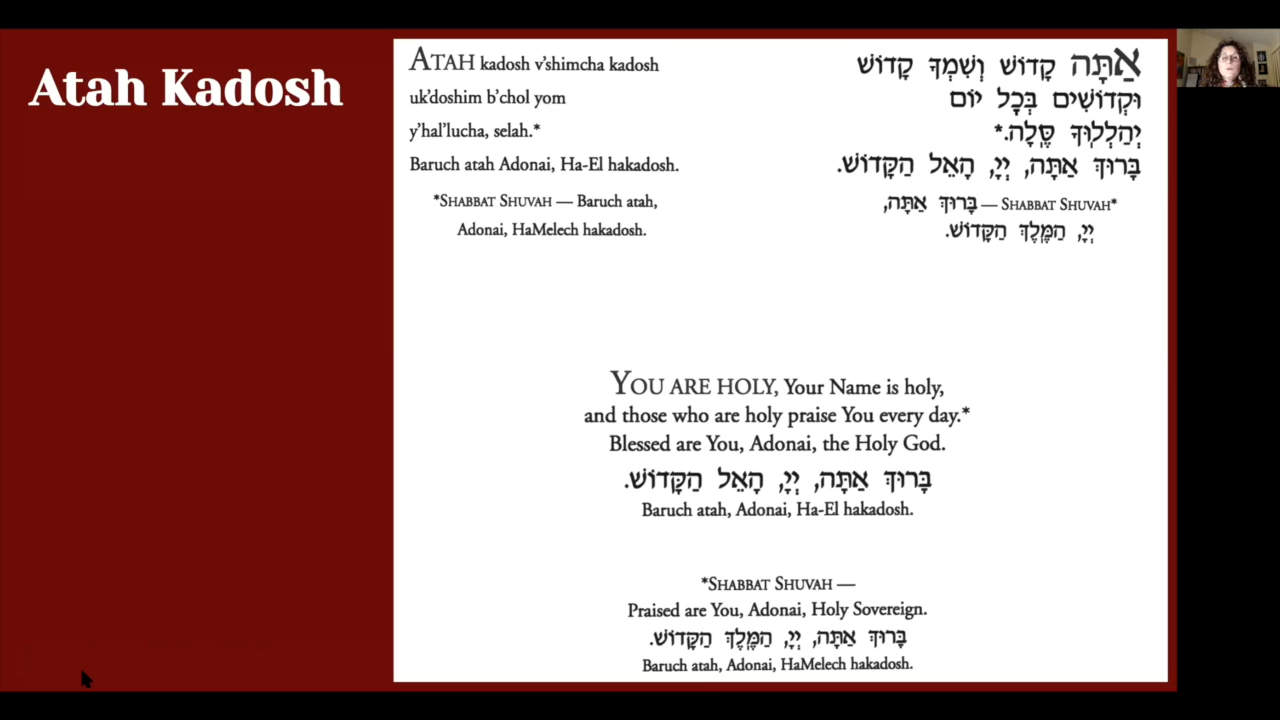 Atah Kadosh
ATAH kadosh v'shimcha kadosh
uk'doshim b'chol yom
y'hal'lucha, selah.*
Baruch atah Adonai, Ha-El hakadosh.
*SHABBAT SHUVAH — Baruch atah,
Adonai, HaMelech hakadosh.
אַתָּה קָדוֹשׁ וְשִׁמְךָ קָדוֹשׁ
וּקְדוֹשִׁים בְּכׇל יוֹם
יְהַלְלוּךָ סֶּֽלָה.*
בָּרוּךְ אַתָּה, יְיָ, הָאֵל הַקָּדוֹשׁ.
*SHABBAT SHUVAH — בָּרוּךְ אַתָּה,
יְיָ, הַמֶּֽלֶךְ הַקָּדוֹשׁ.
YOU ARE HOLY, Your Name is holy,
and those who are holy praise You every day.*
Blessed are You, Adonai, the Holy God.
בָּרוּךְ אַתָּה, יְיָ, הָאֵל הַקָּדוֹשׁ.
Baruch atah, Adonai, Ha-El hakadosh.
*SHABBAT SHUVAH —
Praised are You, Adonai, Holy Sovereign.
בָּרוּךְ אַתָּה, יְיָ, הַמֶּֽלֶךְ הַקָּדוֹשׁ.
Baruch atah, Adonai, HaMelech hakadosh.